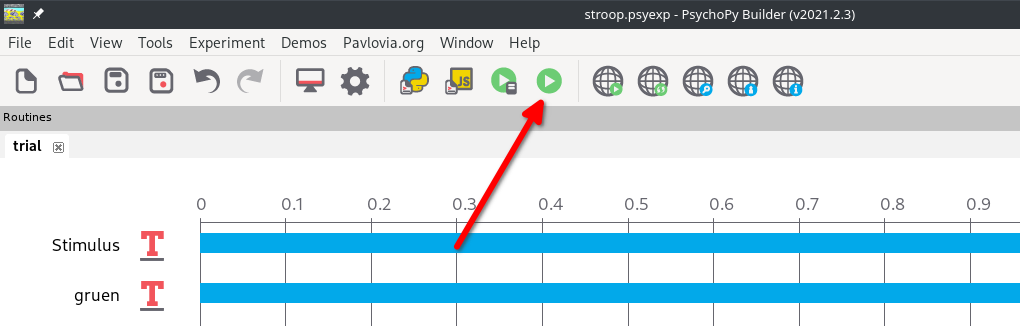 stroop.psyexp - PsychoPy Builder (v2021.2.3)
File Edit View Tools Experiment Demos Pavlovia.org Window Help
JS
Routines
trial
0 0.1 0.2 0.3 0.4 0.5 0.6 0.7 0.8 0.9
Stimulus T
gruen T